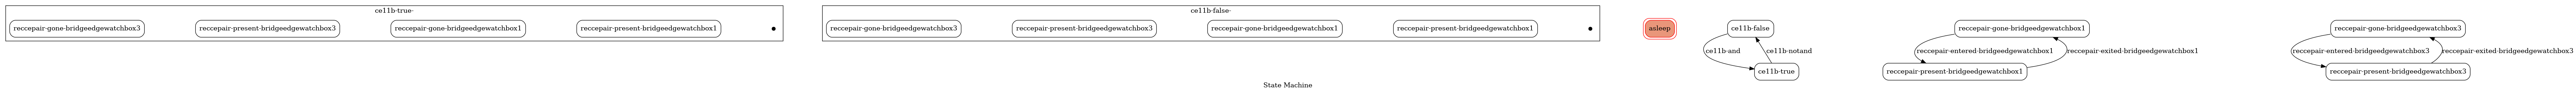 ce11b-true-
reccepair-gone-bridgeedgewatchbox3
reccepair-present-bridgeedgewatchbox3
reccepair-gone-bridgeedgewatchbox1
reccepair-present-bridgeedgewatchbox1
ce11b-false-
reccepair-gone-bridgeedgewatchbox3
reccepair-present-bridgeedgewatchbox3
reccepair-gone-bridgeedgewatchbox1
reccepair-present-bridgeedgewatchbox1
asleep
ce11b-false
ce11b-and
ce11b-notand
ce11b-true
reccepair-gone-bridgeedgewatchbox1
reccepair-entered-bridgeedgewatchbox1
reccepair-exited-bridgeedgewatchbox1
reccepair-present-bridgeedgewatchbox1
reccepair-gone-bridgeedgewatchbox3
reccepair-entered-bridgeedgewatchbox3
reccepair-exited-bridgeedgewatchbox3
reccepair-present-bridgeedgewatchbox3
State Machine